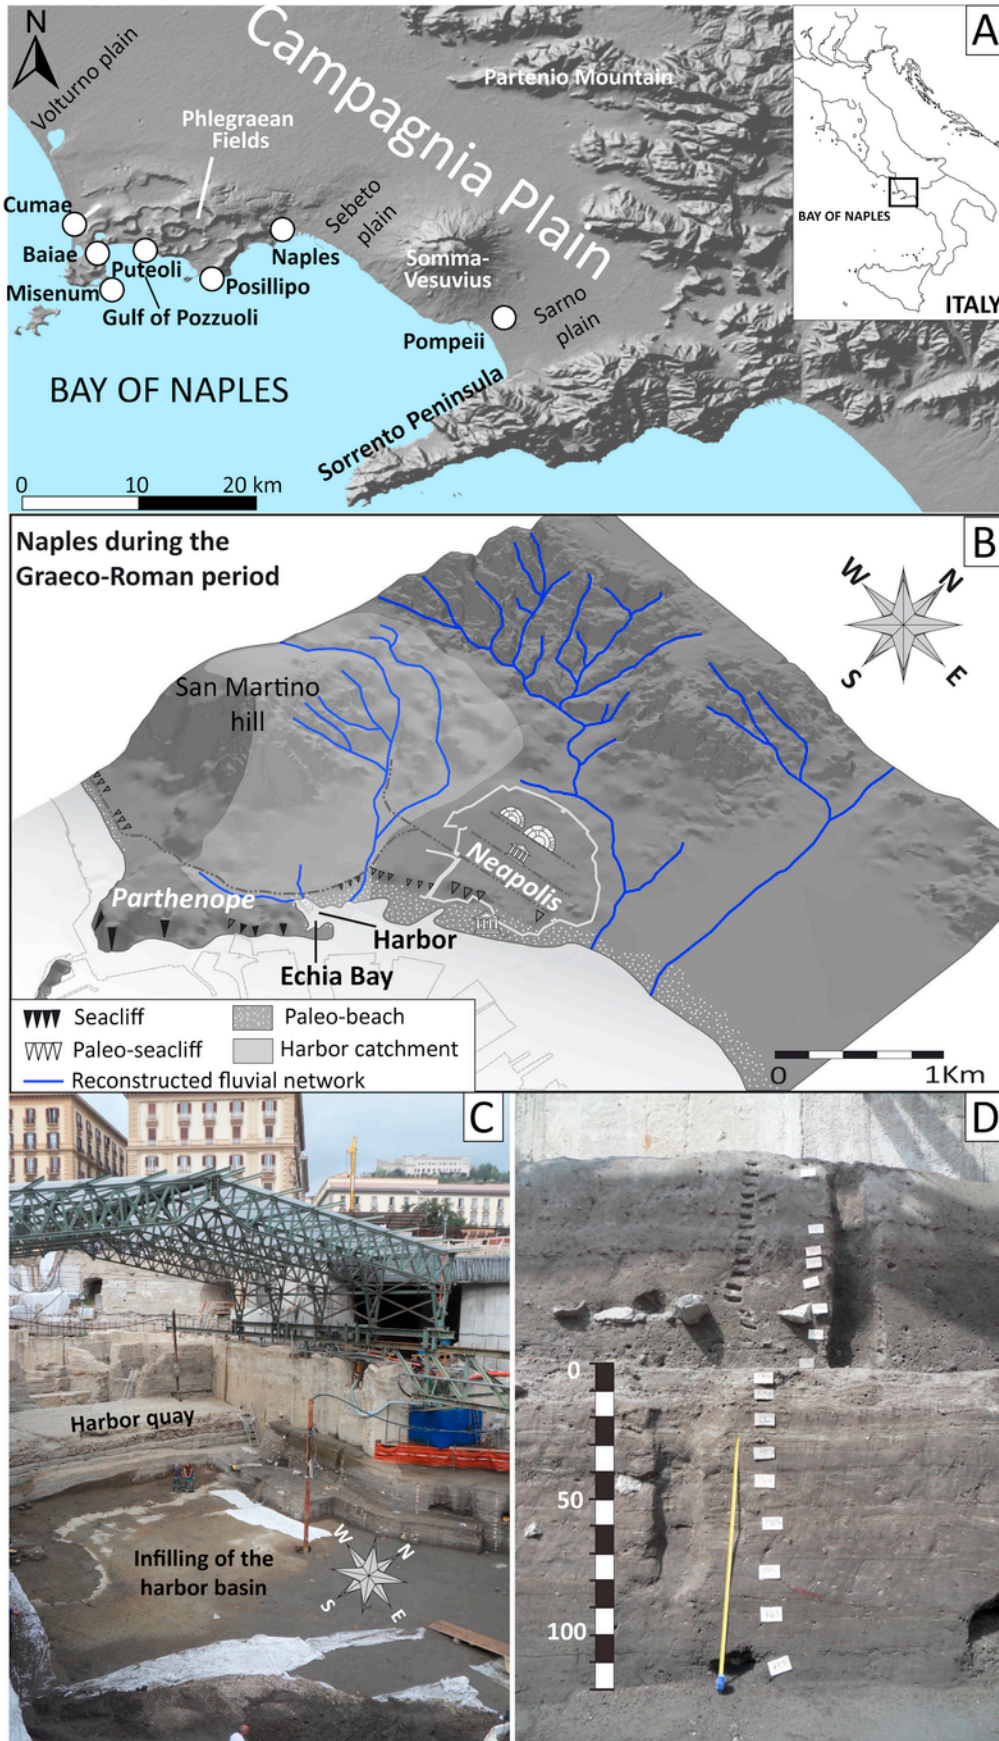 A
N
Volturno plain
Campagnia Plain
Partenio Mountain
Phlegraean
Fields
Cumae
Baiae
Puteoli
Misenum
Gulf of Pozzuoli
Posillipo
Naples
Sebeto
plain
Somma-
Vesuvius
Pompeii
Sarno
plain
Sorrento Peninsula
BAY OF NAPLES
0 10 20 km
BAY OF NAPLES
ITALY
B
Naples during the
Graeco-Roman period
W N
S E
San Martino
hill
Parthenope
Neapolis
Harbor
Echia Bay
Seacliff
Paleo-beach
Paleo-seacliff
Harbor catchment
Reconstructed fluvial network
0 1Km
C
Harbor quay
Infilling of the
harbor basin
W N
S E
D
0
50
100